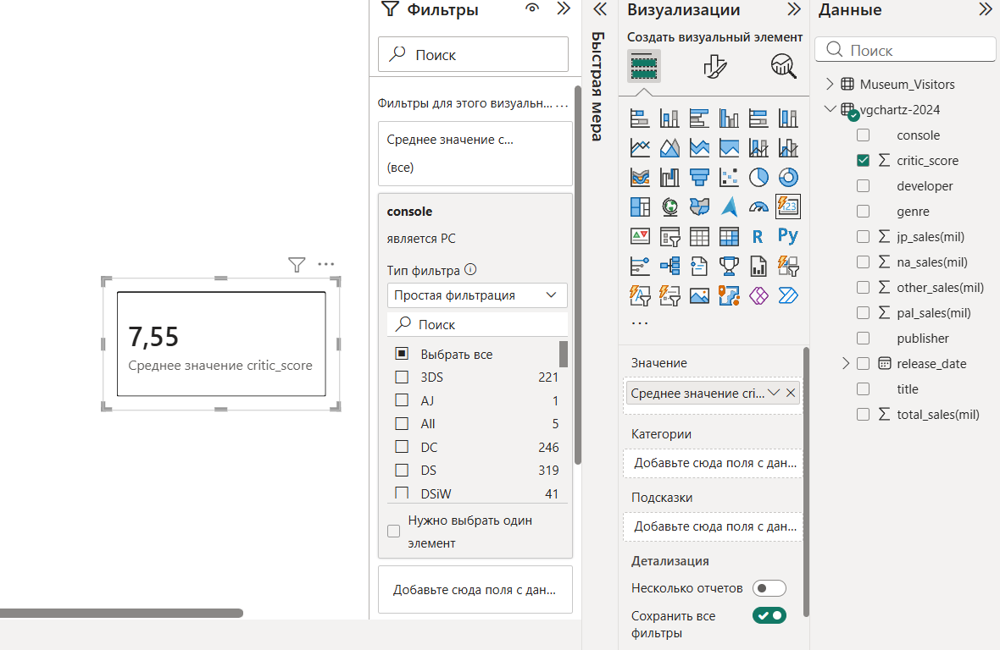 7,55
Среднее значение critic_score
Фильтры
Поиск
Фильтры для этого визуальн... ...
Среднее значение c...
(все)
console
является PC
Тип фильтра
Простая фильтрация
Поиск
Выбрать все
3DS 221
AJ 1
All 5
DC 246
DS 319
DSiW 41
Нужно выбрать один
элемент
Добавьте сюда поля с дан...
Быстрая мера
Визуализации
Создать визуальный элемент
123
R Py
...
Значение
Среднее значение cri...
Категории
Добавьте сюда поля с дан...
Подсказки
Добавьте сюда поля с дан...
Детализация
Несколько отчетов
Сохранить все
фильтры
Данные
Поиск
Museum_Visitors
vgchartz-2024
console
Σ critic_score
developer
genre
Σ jp_sales(mil)
Σ na_sales(mil)
Σ other_sales(mil)
Σ pal_sales(mil)
publisher
release_date
title
Σ total_sales(mil)